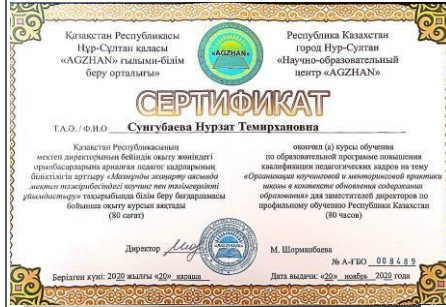 Қазақстан Республикасы
Нұр-Сұлтан қаласы
«AGZHAN» ғылыми-білім
беру орталығы»
«AGZHAN»
Республика Казахстан
город Нур-Султан
«Научно-образовательный
центр «AGZHAN»
СЕРТИФИКАТ
Т.А.Ә. / Ф.И.О Сунгубаева Нурзат Темирхановна
Қазақстан Республикасының
мектеп директорының бейіндік оқыту жөніндегі
орынбасарларына арналған педагог кадрларының
біліктілігін арттыру «Мазмұнды жаңарту аясында
мектеп тәжірибесіндегі коучинг пен тәлімгерлікті
ұйымдастыру» тақырыбында білім беру бағдарламасы
бойынша оқыту курсын аяқтады
(80 сағат)
окончил (а) курсы обучения
по образовательной программе повышения
квалификации педагогических кадров на тему
«Организация коучинговой и менторинговой практики
школы в контексте обновления содержания
образования» для заместителей директоров по
профильному обучению Республики Казахстан
(80 часов)
Директор
М. Шорманбаева
№ А-ГБО 008489
Берілген күні: 2020 жылғы «20» қараша
Дата выдачи: «20» ноябрь 2020 года